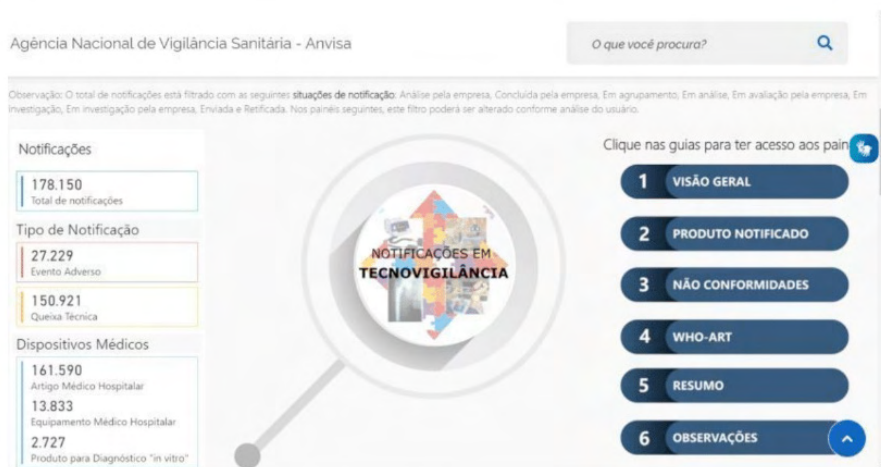 Agência Nacional de Vigilância Sanitária - Anvisa
O que você procura?
Observação: O total de notificações está filtrado com as seguintes situações de notificação: Análise pela empresa, Concluída pela empresa, Em agrupamento, Em análise, Em avaliação pela empresa, Em
investigação, Em investigação pela empresa, Enviada e Retificada. Nos painéis seguintes, este filtro poderá ser alterado conforme análise do usuário.
Notificações
178.150
Total de notificações
Tipo de Notificação
27.229
Evento Adverso
150.921
Queixa Técnica
Dispositivos Médicos
161.590
Artigo Médico Hospitalar
13.833
Equipamento Médico Hospitalar
2.727
Produto para Diagnóstico "in vitro"
NOTIFICAÇÕES EM
TECNOVIGILÂNCIA
Clique nas guias para ter acesso aos pain
1 VISÃO GERAL
2 PRODUTO NOTIFICADO
3 NÃO CONFORMIDADES
4 WHO-ART
5 RESUMO
6 OBSERVAÇÕES